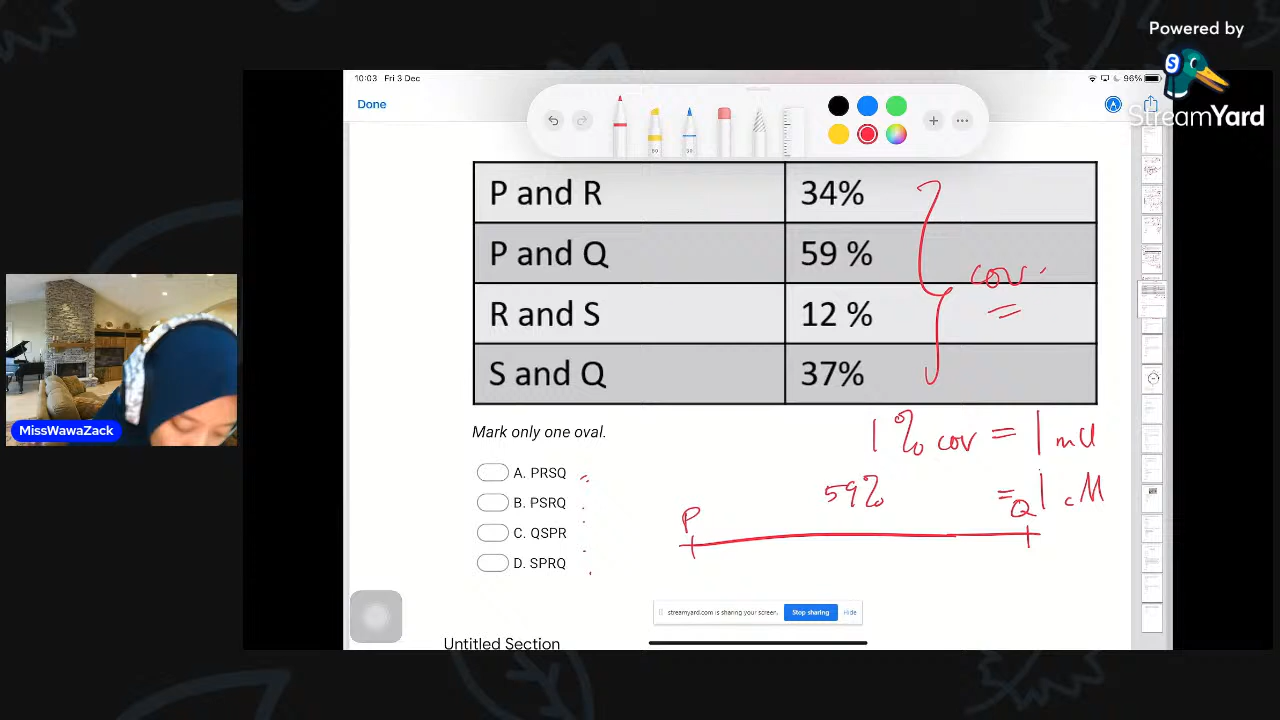 Powered by
StreamYard
10:03 Fri 3 Dec
96%
Done
P and R 34%
P and Q 59 %
R and S 12 %
S and Q 37%
cov.
=
Mark only one oval.
1% cov = 1 mU
59% = 1 cM
P Q
A. PRSQ
B. PSRQ
C. QSPR
D. SPRQ
streamyard.com is sharing your screen. Stop sharing Hide
Untitled Section
MissWawaZack